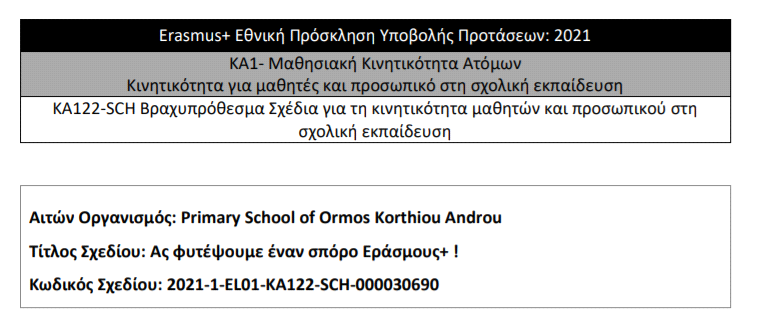 Erasmus+ Εθνική Πρόσκληση Υποβολής Προτάσεων: 2021
ΚΑ1- Μαθησιακή Κινητικότητα Ατόμων
Κινητικότητα για μαθητές και προσωπικό στη σχολική εκπαίδευση
KA122-SCH Βραχυπρόθεσμα Σχέδια για τη κινητικότητα μαθητών και προσωπικού στη
σχολική εκπαίδευση
Αιτών Οργανισμός: Primary School of Ormos Korthiou Androu
Τίτλος Σχεδίου: Ας φυτέψουμε έναν σπόρο Εράσμους+ !
Κωδικός Σχεδίου: 2021-1-EL01-KA122-SCH-000030690